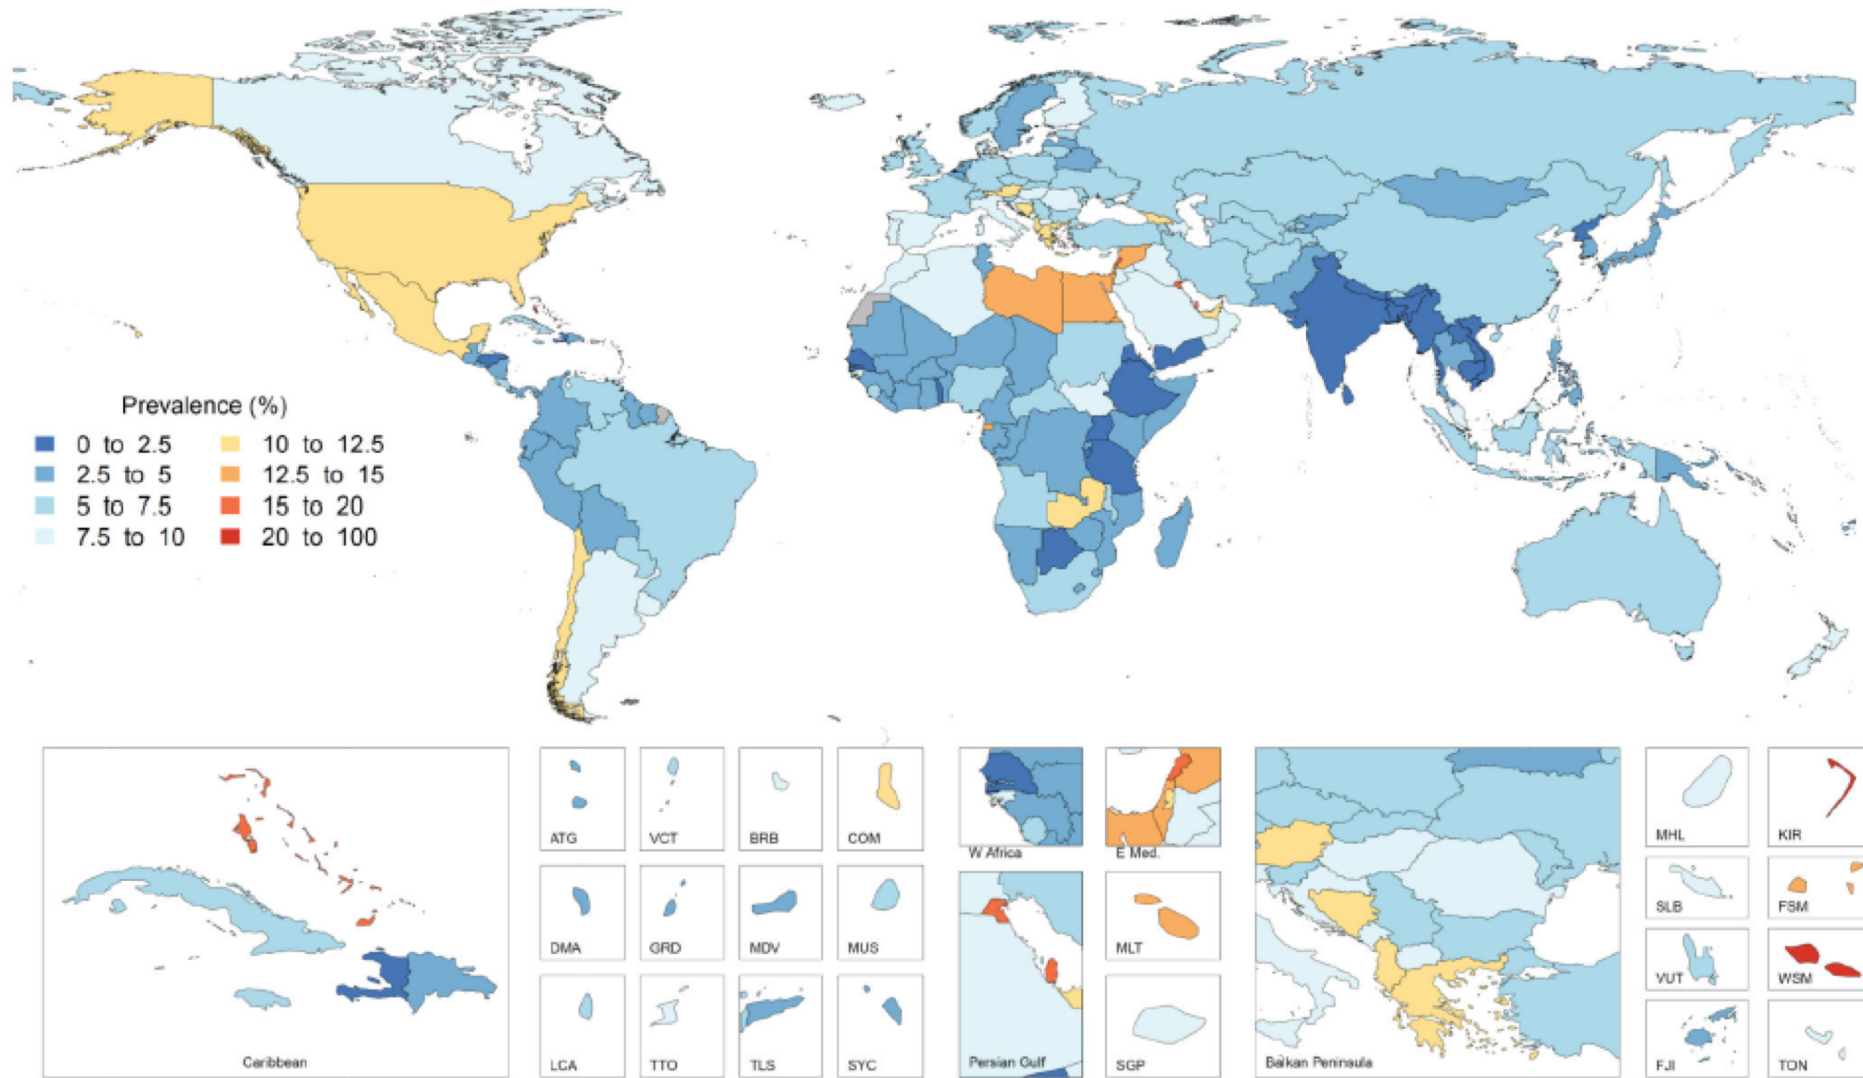 Prevalence (%)
0 to 2.5
10 to 12.5
2.5 to 5
12.5 to 15
5 to 7.5
15 to 20
7.5 to 10
20 to 100
ATG
VCT
BRB
COM
W Africa
E Med.
MHL
KIR
DMA
GRD
MDV
MUS
MLT
SLB
FSM
VUT
WSM
Caribbean
LCA
TTO
TLS
SYC
Persian Gulf
SGP
Balkan Peninsula
FJI
TON